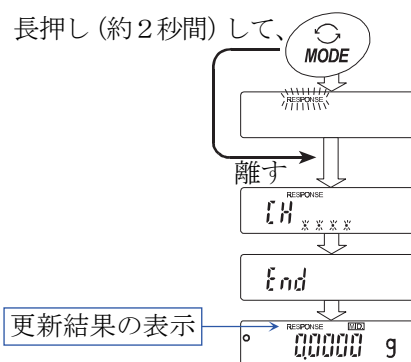 長押し（約２秒間）して、
MODE
RESPONSE
離す
RESPONSE
CH ****
End
更新結果の表示
RESPONSE MID.
0.0000 g